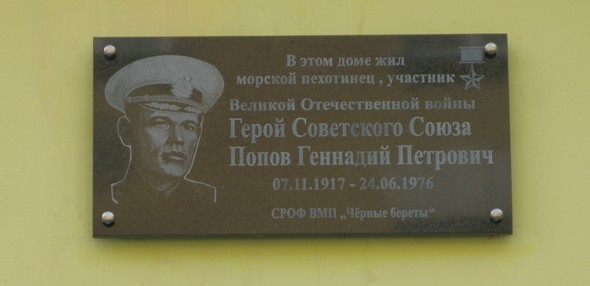 В этом доме жил
морской пехотинец , участник
Великой Отечественной войны
Герой Советского Союза
Попов Геннадий Петрович
07.11.1917 - 24.06.1976
СРОФ ВМП „Чёрные береты“